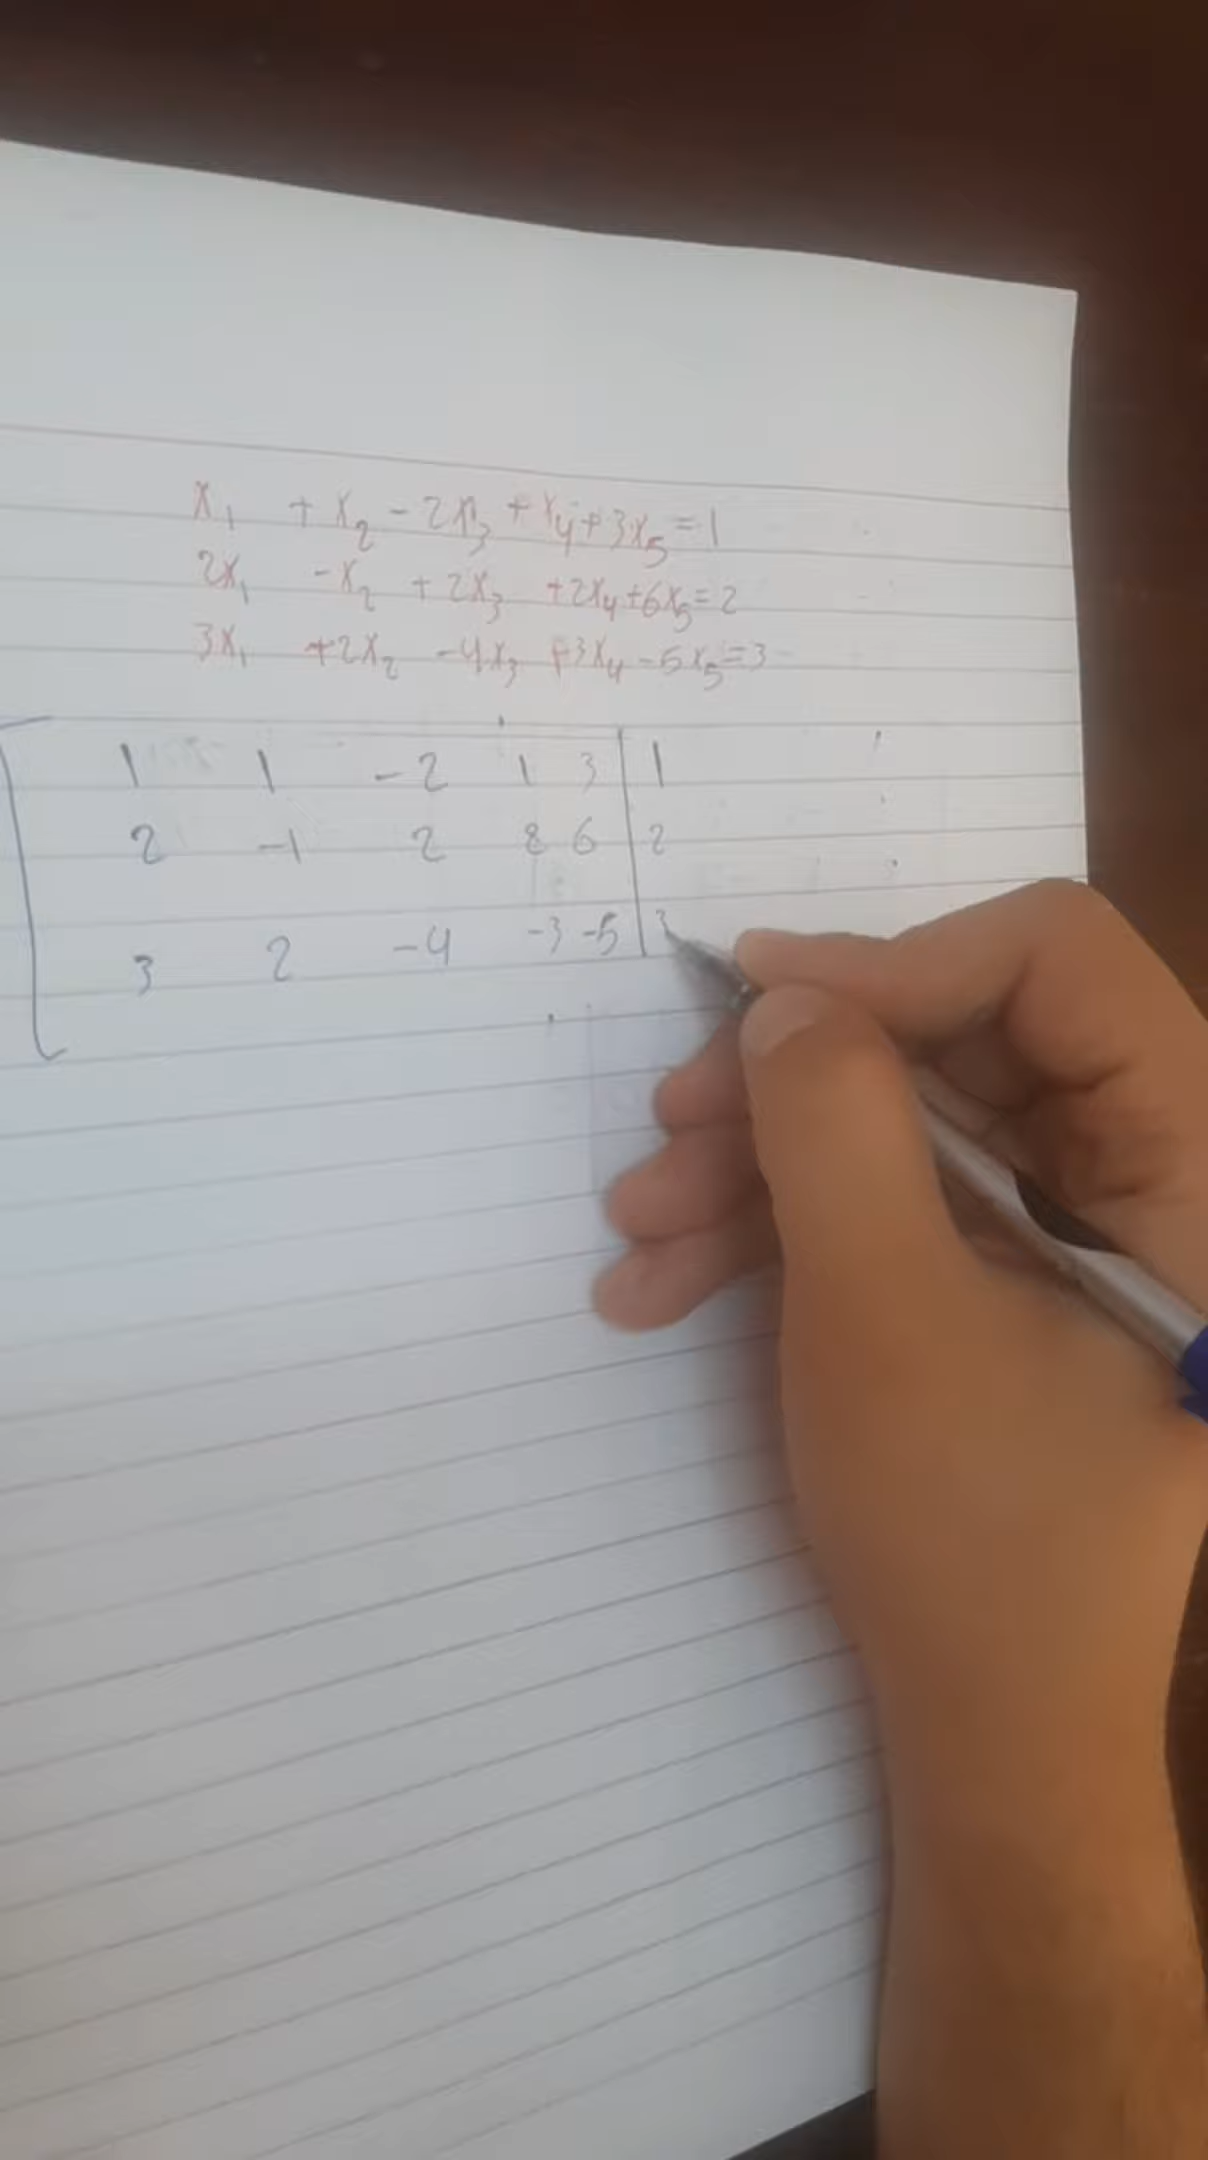 x₁ + x₂ - 2x₃ + x₄ + 3x₅ = 1
2x₁ - x₂ + 2x₃ + 2x₄ + 6x₅ = 2
3x₁ + 2x₂ - 4x₃ + 3x₄ - 5x₅ = 3
1 1 -2 1 3 | 1
2 -1 2 8 6 | 2
3 2 -4 -3 -5 | 3